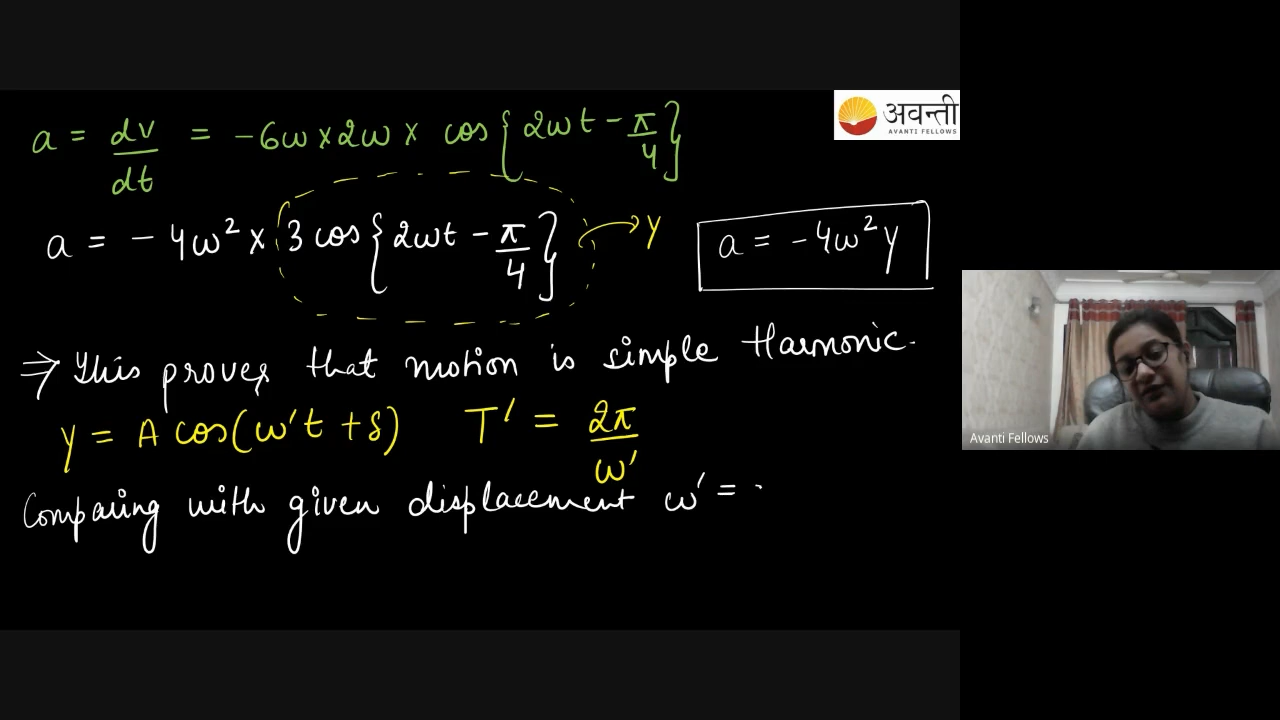 अवन्ती
AVANTI FELLOWS
a = dv/dt = -6ω×2ω× cos{2ωt - π/4}
a = - 4ω² × 3 cos{2ωt - π/4} → y
a = -4ω²y
⇒ This proves that motion is simple Harmonic.
y = A cos(ω't + δ) T' = 2π/ω'
Comparing with given displacement ω' =
Avanti Fellows